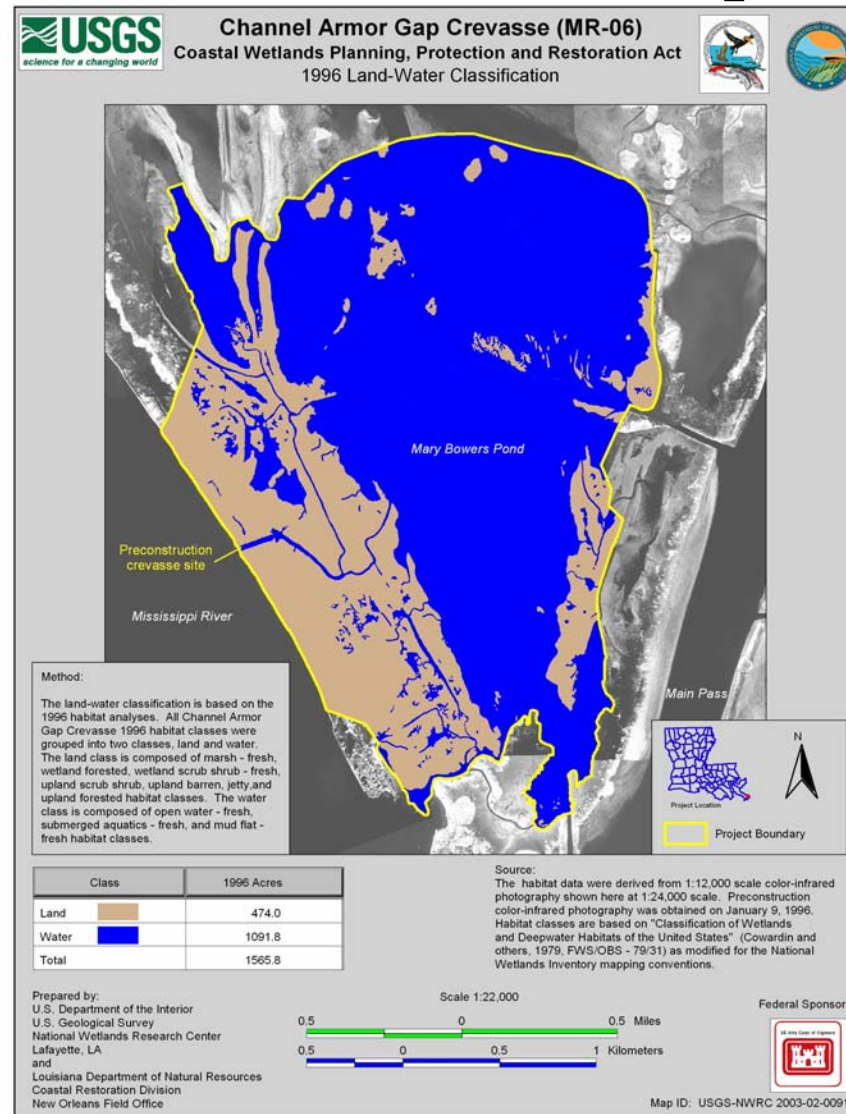 USGS
science for a changing world
Channel Armor Gap Crevasse (MR-06)
Coastal Wetlands Planning, Protection and Restoration Act
1996 Land-Water Classification
Mary Bowers Pond
Preconstruction
crevasse site
Mississippi River
Main Pass
Method:
The land-water classification is based on the
1996 habitat analyses. All Channel Armor
Gap Crevasse 1996 habitat classes were
grouped into two classes, land and water.
The land class is composed of marsh - fresh,
wetland forested, wetland scrub shrub - fresh,
upland scrub shrub, upland barren, jetty,and
upland forested habitat classes. The water
class is composed of open water - fresh,
submerged aquatics - fresh, and mud flat -
fresh habitat classes.
N
Project Location
Project Boundary
Class 1996 Acres
Land 474.0
Water 1091.8
Total 1565.8
Source:
The habitat data were derived from 1:12,000 scale color-infrared
photography shown here at 1:24,000 scale. Preconstruction
color-infrared photography was obtained on January 9, 1996.
Habitat classes are based on "Classification of Wetlands
and Deepwater Habitats of the United States" (Cowardin and
others, 1979, FWS/OBS - 79/31) as modified for the National
Wetlands Inventory mapping conventions.
Prepared by:
U.S. Department of the Interior
U.S. Geological Survey
National Wetlands Research Center
Lafayette, LA
and
Louisiana Department of Natural Resources
Coastal Restoration Division
New Orleans Field Office
Scale 1:22,000
0.5 0 0.5 Miles
0.5 0 0.5 1 Kilometers
Federal Sponsor
US Army Corps of Engineers
Map ID: USGS-NWRC 2003-02-0091